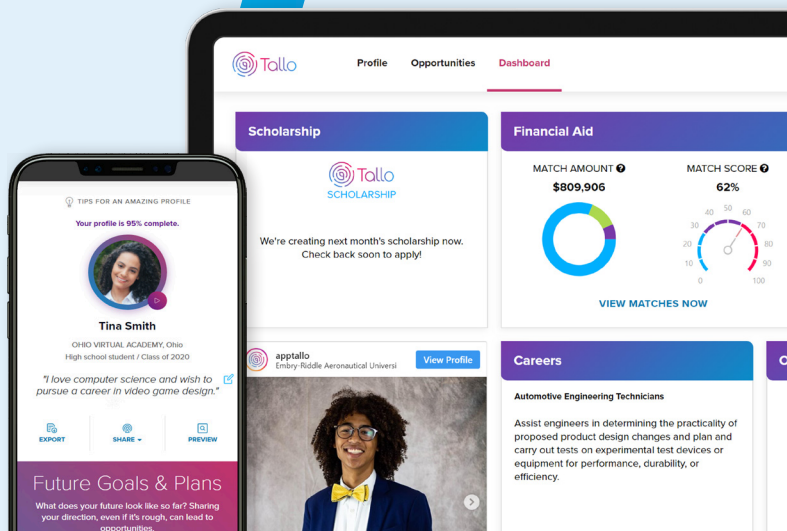 Tallo
Profile
Opportunities
Dashboard
Scholarship
Tallo
SCHOLARSHIP
We're creating next month's scholarship now.
Check back soon to apply!
Financial Aid
MATCH AMOUNT ?
$809,906
MATCH SCORE ?
62%
0
10
20
30
40
50
60
70
80
90
100
VIEW MATCHES NOW
TIPS FOR AN AMAZING PROFILE
Your profile is 95% complete.
Tina Smith
OHIO VIRTUAL ACADEMY, Ohio
High school student / Class of 2020
"I love computer science and wish to
pursue a career in video game design."
EXPORT
SHARE
PREVIEW
Future Goals & Plans
What does your future look like so far? Sharing
your direction, even if it's rough, can lead to
opportunities.
apptallo
Embry-Riddle Aeronautical Universi
View Profile
Careers
Automotive Engineering Technicians
Assist engineers in determining the practicality of
proposed product design changes and plan and
carry out tests on experimental test devices or
equipment for performance, durability, or
efficiency.